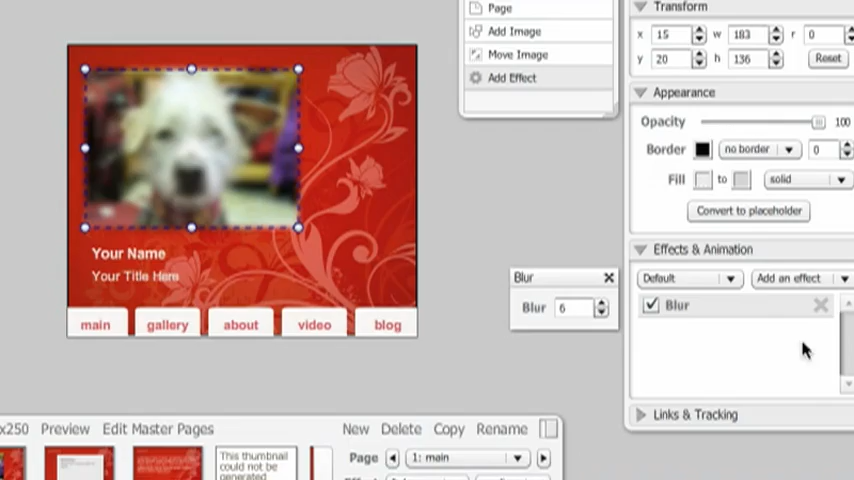 Page
Add Image
Move Image
Add Effect
Transform
x 15 w 183 r 0
y 20 h 136 Reset
Appearance
Opacity 100
Border no border 0
Fill to solid
Convert to placeholder
Effects & Animation
Default Add an effect
Blur
Blur
Blur 6
Links & Tracking
Your Name
Your Title Here
main gallery about video blog
x250 Preview Edit Master Pages New Delete Copy Rename
This thumbnail
could not be
generated
Page 1: main